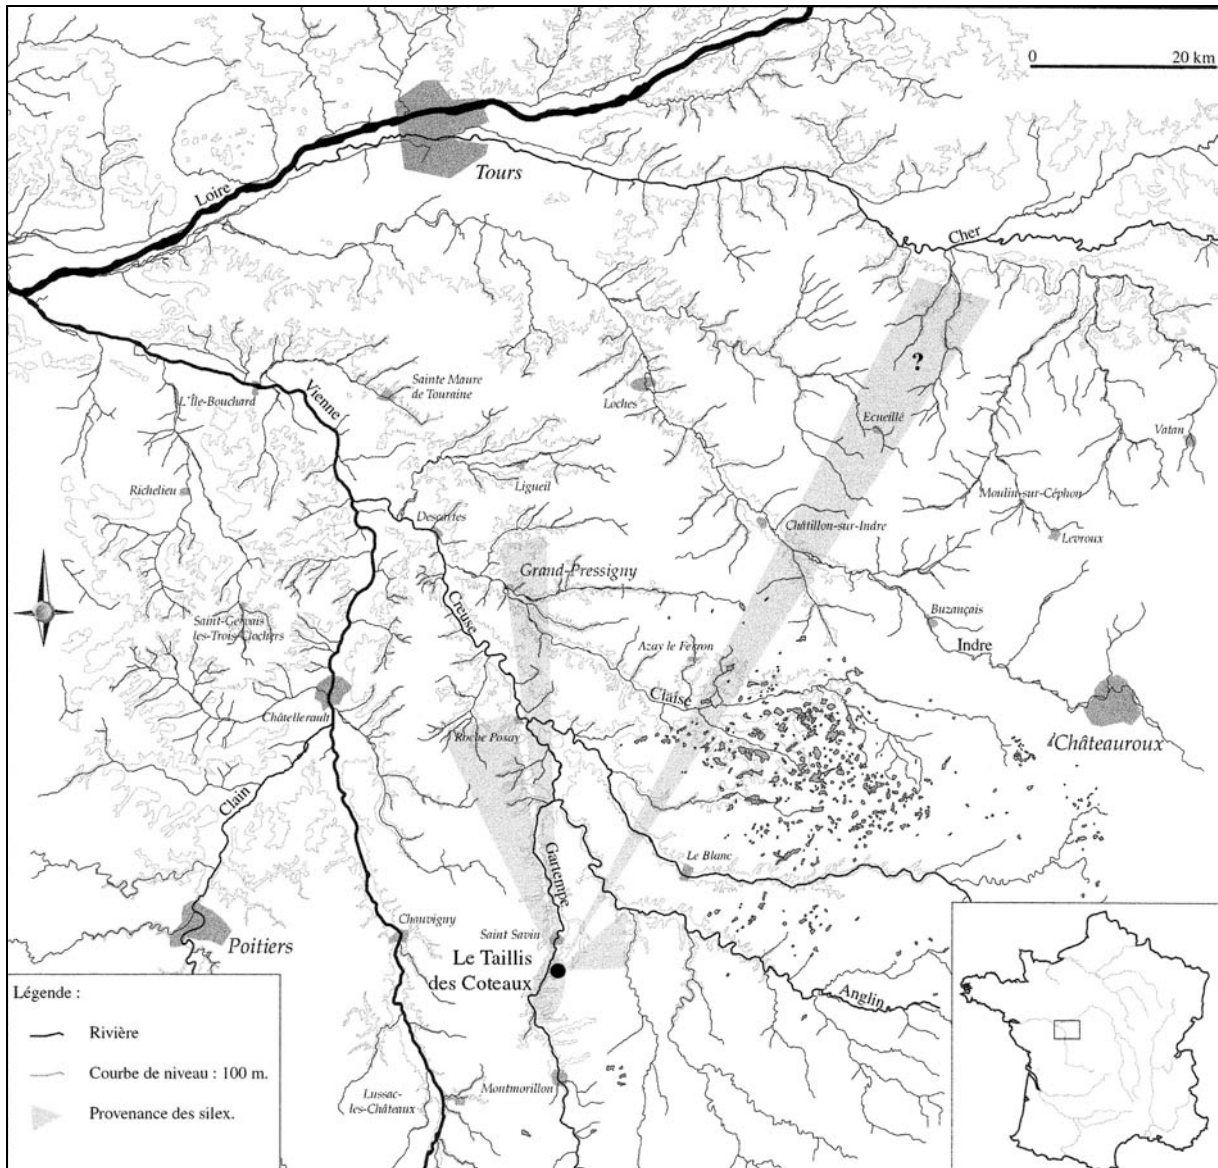 0 20 km
Tours
Loire
Cher
?
Vienne
Sainte Maure
de Touraine
L'Île-Bouchard
Loches
Ecueillé
Vatan
Richelieu
Ligueil
Moulin-sur-Céphon
Descartes
Châtillon-sur-Indre
Levroux
Grand-Pressigny
Creuse
Saint-Gervais
les-Trois-Clochers
Buzançais
Azay le Ferron
Indre
Claise
Châtellerault
Roche Posay
Châteauroux
Clain
Gartempe
Le Blanc
Chauvigny
Saint Savin
Poitiers
Le Taillis
des Coteaux
Anglin
Légende :
Rivière
Courbe de niveau : 100 m.
Provenance des silex.
Montmorillon
Lussac-
les-Châteaux